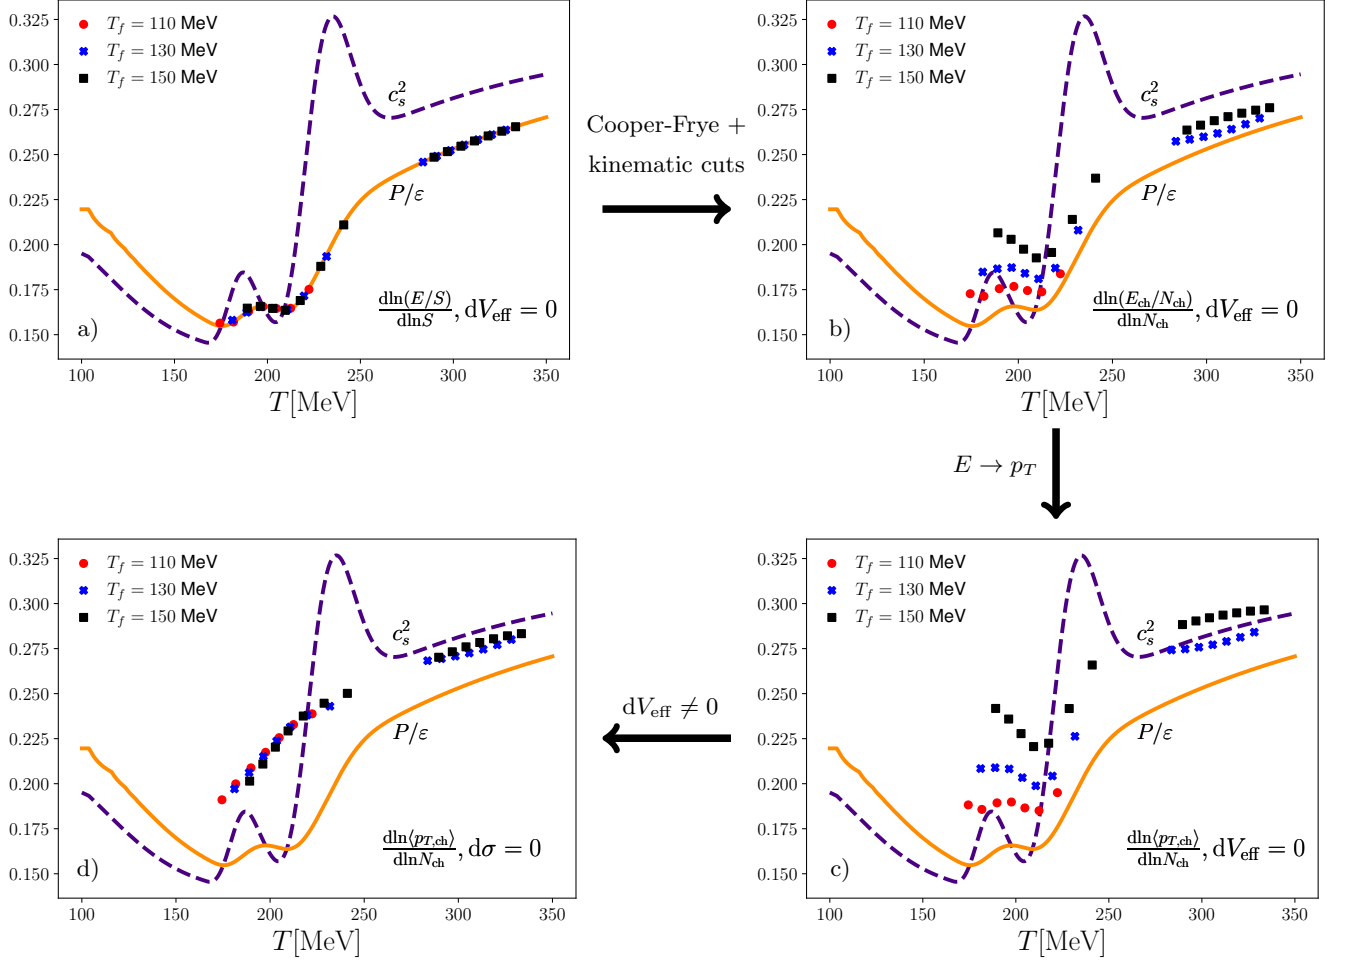 0.325
0.300
0.275
0.250
0.225
0.200
0.175
0.150
T_f = 110 MeV
T_f = 130 MeV
T_f = 150 MeV
c_s^2
P/ε
a)
dln(E/S)/dlnS, dV_eff = 0
100 150 200 250 300 350
T[MeV]
Cooper-Frye +
kinematic cuts
0.325
0.300
0.275
0.250
0.225
0.200
0.175
0.150
T_f = 110 MeV
T_f = 130 MeV
T_f = 150 MeV
c_s^2
P/ε
b)
dln(E_ch/N_ch)/dlnN_ch, dV_eff = 0
100 150 200 250 300 350
T[MeV]
E → p_T
0.325
0.300
0.275
0.250
0.225
0.200
0.175
0.150
T_f = 110 MeV
T_f = 130 MeV
T_f = 150 MeV
c_s^2
P/ε
d)
dln⟨p_T,ch⟩/dlnN_ch, dσ = 0
100 150 200 250 300 350
T[MeV]
dV_eff ≠ 0
0.325
0.300
0.275
0.250
0.225
0.200
0.175
0.150
T_f = 110 MeV
T_f = 130 MeV
T_f = 150 MeV
c_s^2
P/ε
c)
dln⟨p_T,ch⟩/dlnN_ch, dV_eff = 0
100 150 200 250 300 350
T[MeV]